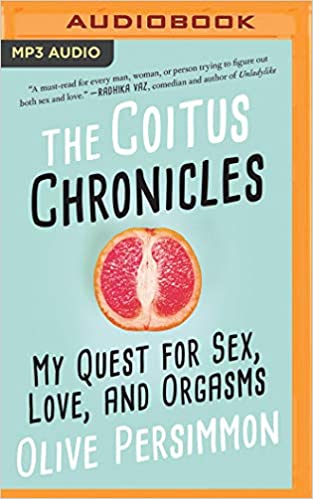 AUDIOBOOK
MP3 AUDIO
"A must-read for every man, woman, or person trying to figure out
both sex and love."—RADHIKA VAZ, comedian and author of Unladylike
THE COITUS
CHRONICLES
MY QUEST FOR SEX,
LOVE, AND ORGASMS
OLIVE PERSIMMON